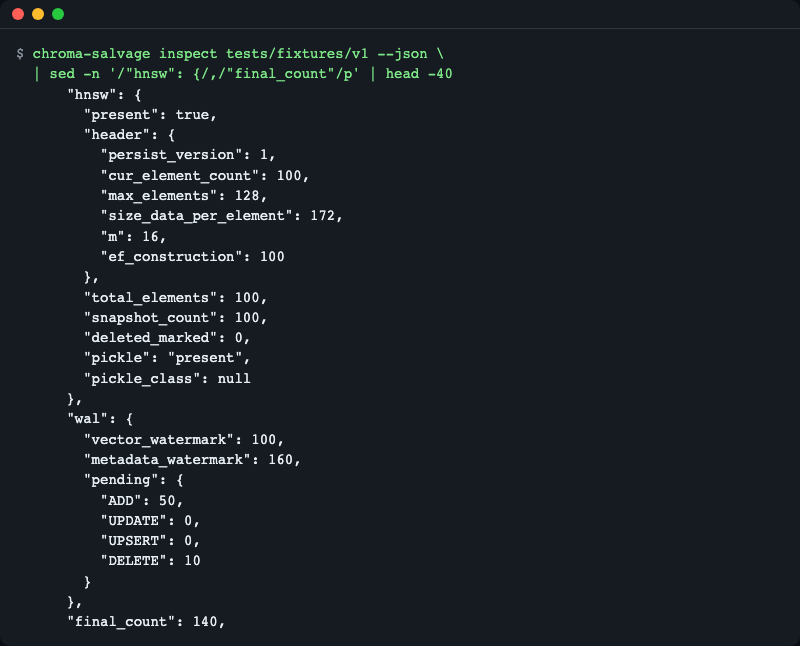 $ chroma-salvage inspect tests/fixtures/v1 --json \
  | sed -n '/"hnsw": {/,/"final_count"/p' | head -40
      "hnsw": {
        "present": true,
        "header": {
          "persist_version": 1,
          "cur_element_count": 100,
          "max_elements": 128,
          "size_data_per_element": 172,
          "m": 16,
          "ef_construction": 100
        },
        "total_elements": 100,
        "snapshot_count": 100,
        "deleted_marked": 0,
        "pickle": "present",
        "pickle_class": null
      },
      "wal": {
        "vector_watermark": 100,
        "metadata_watermark": 160,
        "pending": {
          "ADD": 50,
          "UPDATE": 0,
          "UPSERT": 0,
          "DELETE": 10
        }
      },
      "final_count": 140,